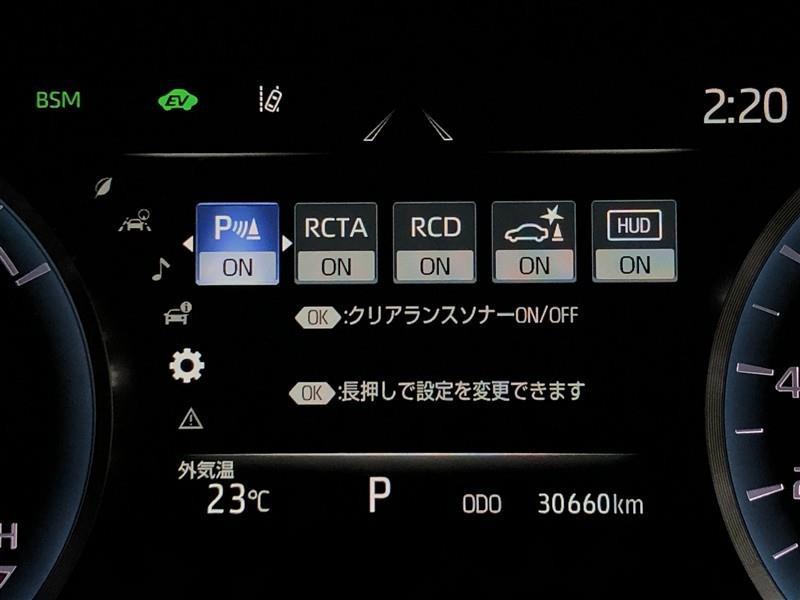 BSM EV 2:20
P RCTA RCD HUD
ON ON ON ON ON
OK :クリアランスソナーON/OFF
OK :長押しで設定を変更できます
外気温
23℃ P ODO 30660km
4
2
H